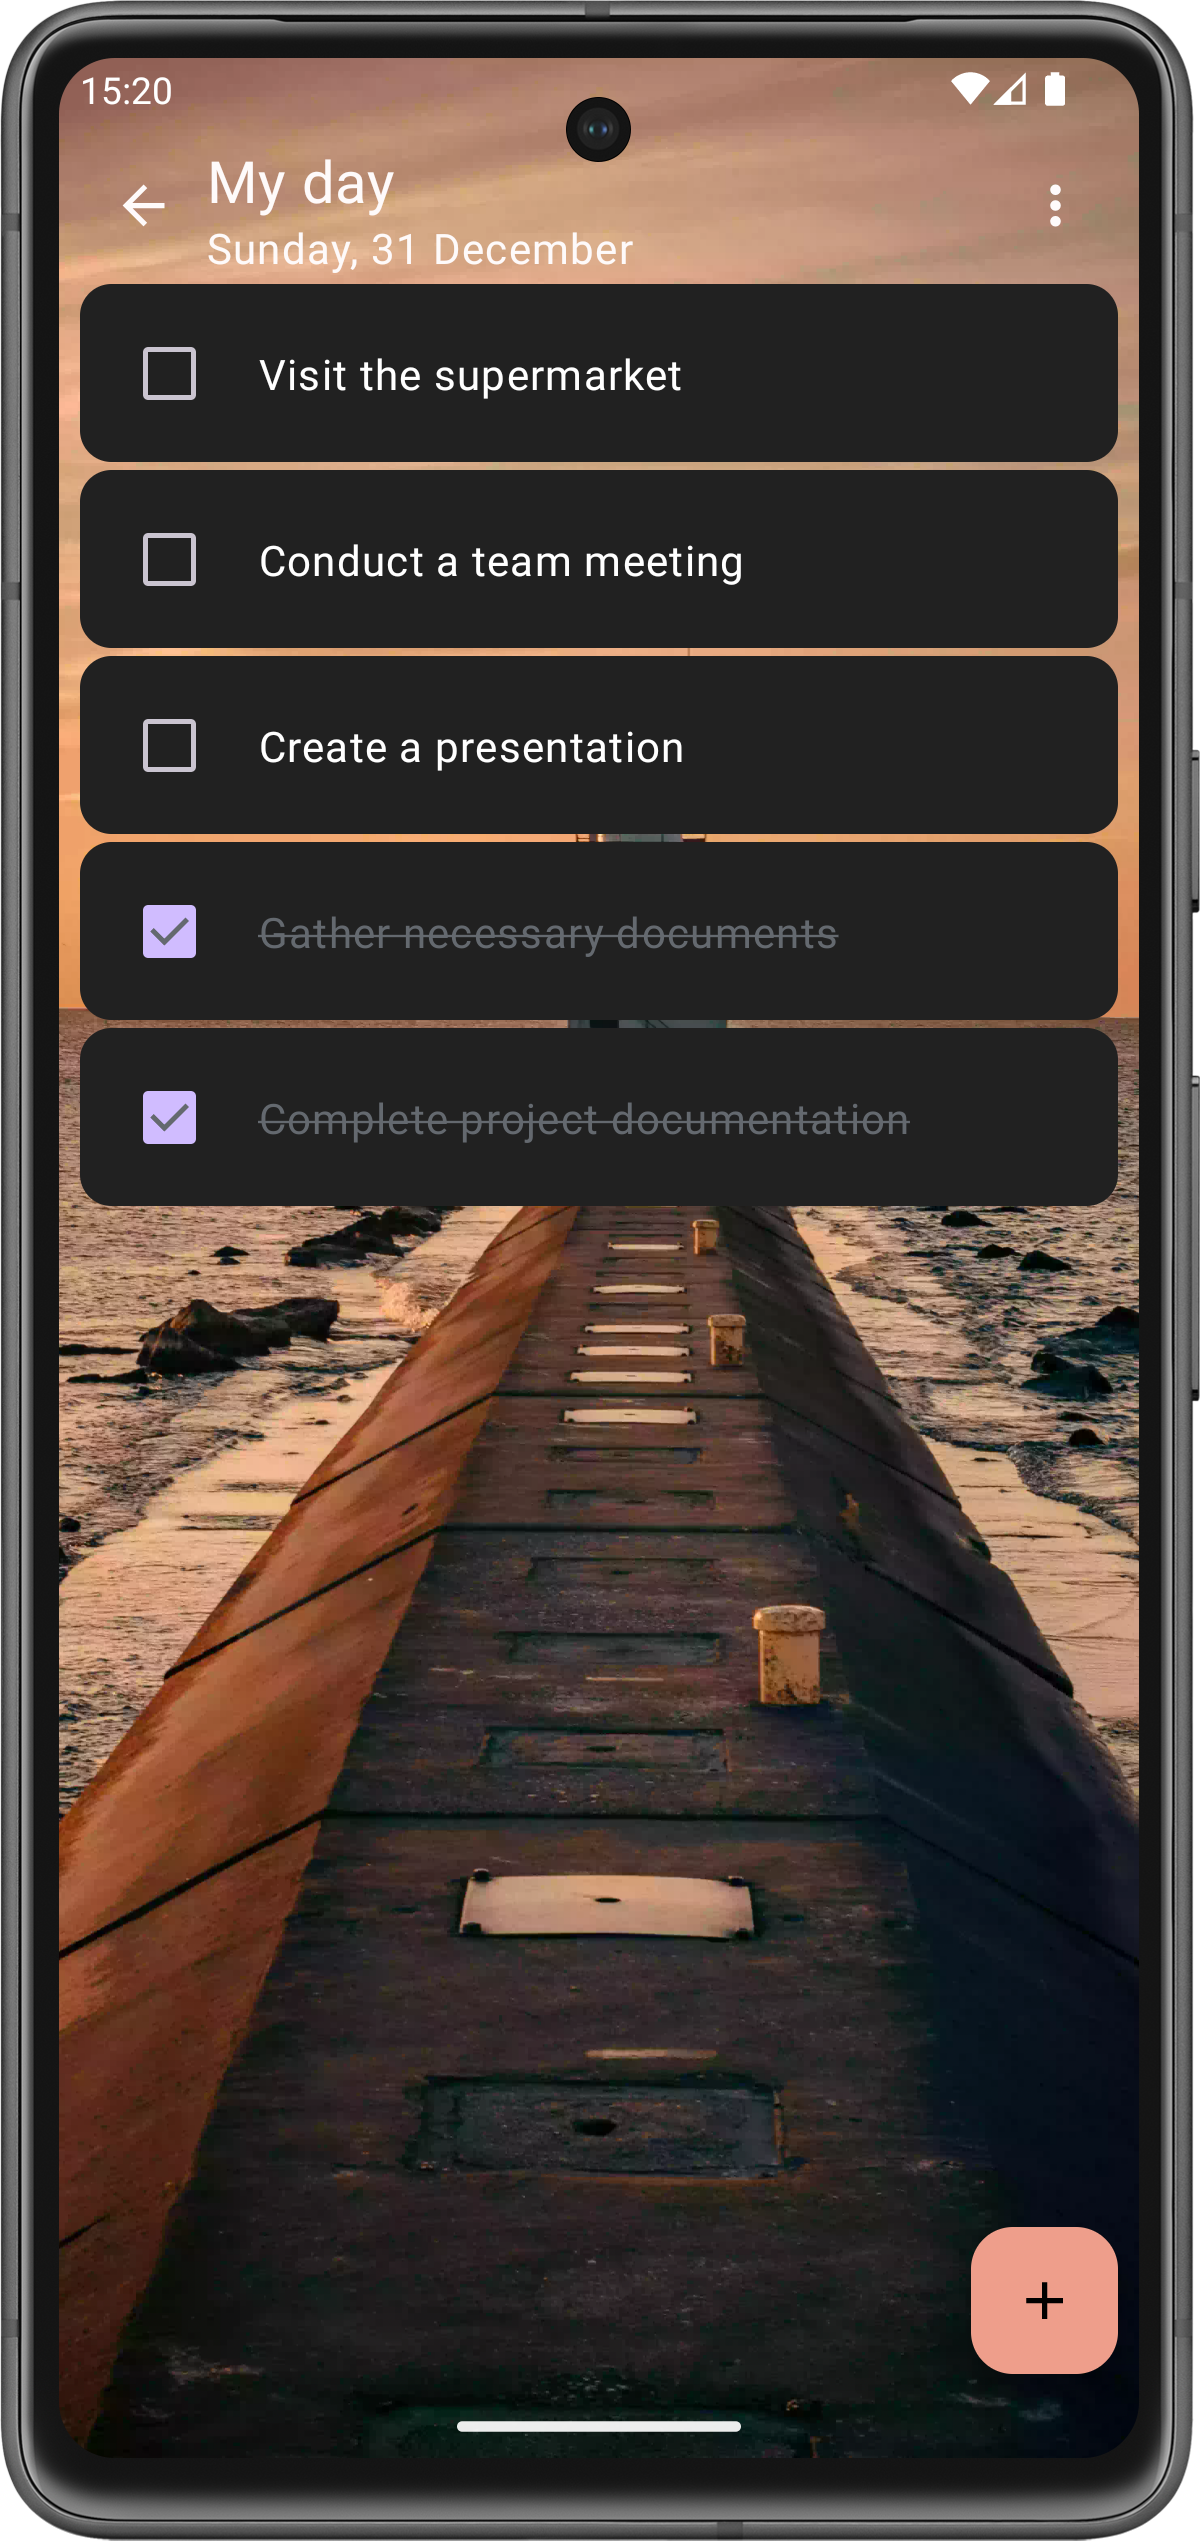 15:20
My day
Sunday, 31 December
Visit the supermarket
Conduct a team meeting
Create a presentation
Gather necessary documents
Complete project documentation